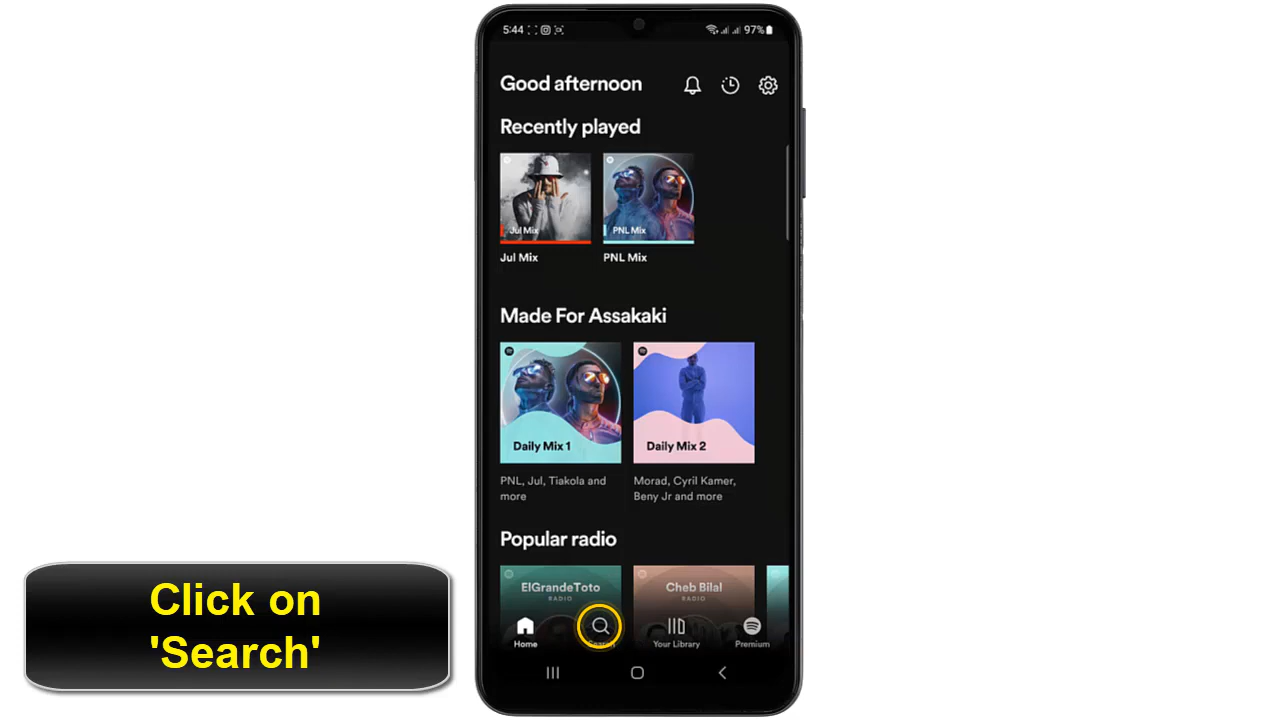 5:44
97%
Good afternoon
Recently played
Jul Mix
PNL Mix
Jul Mix
PNL Mix
Made For Assakaki
Daily Mix 1
Daily Mix 2
PNL, Jul, Tiakola and
more
Morad, Cyril Kamer,
Beny Jr and more
Popular radio
ElGrandeToto
RADIO
Cheb Bilal
RADIO
Home
Search
Your Library
Premium
Click on
'Search'